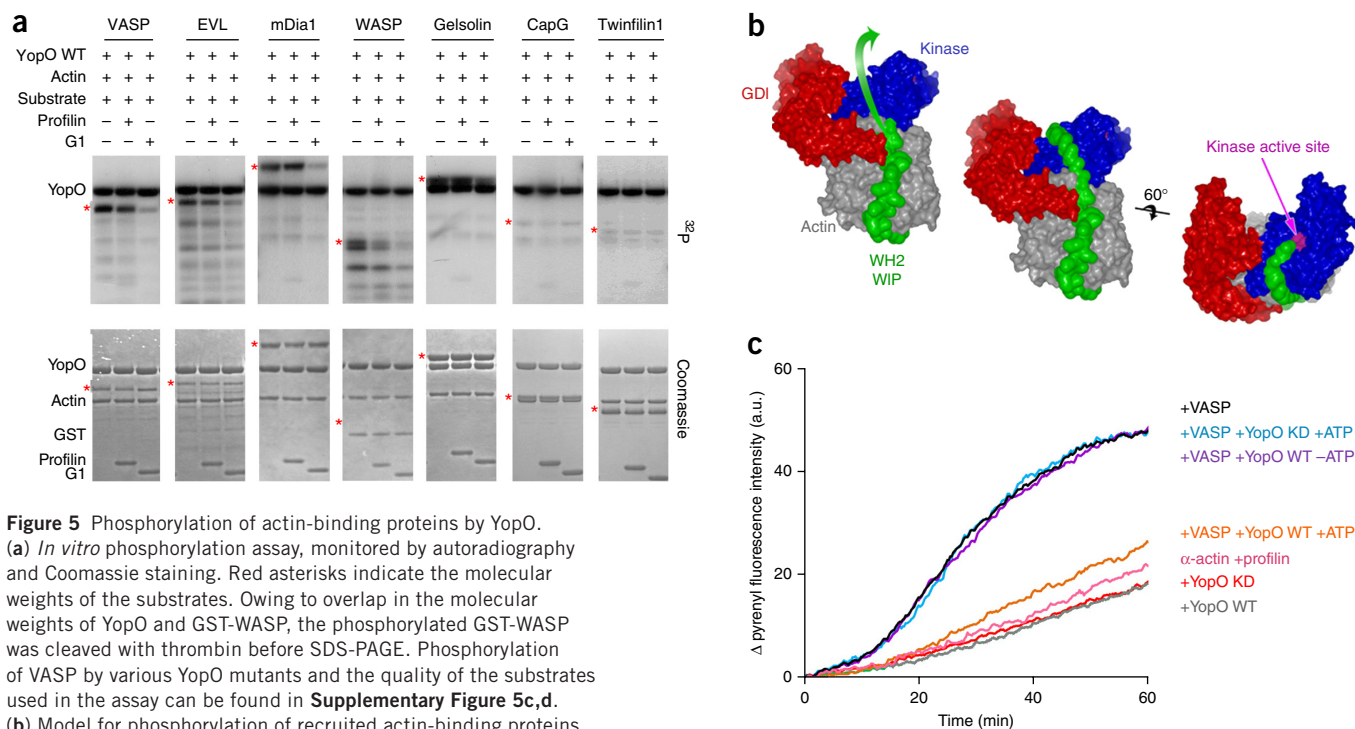 a
VASP EVL mDia1 WASP Gelsolin CapG Twinfilin1
YopO WT + + + + + + + + + + + + + + + + + + + + +
Actin + + + + + + + + + + + + + + + + + + + + +
Substrate + + + + + + + + + + + + + + + + + + + + +
Profilin – + – – + – – + – – + – – + – – + – – + –
G1 – – + – – + – – + – – + – – + – – + – – +
YopO
* * * * * * *
32P
YopO
Actin
GST
Profilin
G1
* * * * * * *
Coomassie
Figure 5 Phosphorylation of actin-binding proteins by YopO.
(a) In vitro phosphorylation assay, monitored by autoradiography
and Coomassie staining. Red asterisks indicate the molecular
weights of the substrates. Owing to overlap in the molecular
weights of YopO and GST-WASP, the phosphorylated GST-WASP
was cleaved with thrombin before SDS-PAGE. Phosphorylation
of VASP by various YopO mutants and the quality of the substrates
used in the assay can be found in Supplementary Figure 5c,d.
(b) Model for phosphorylation of recruited actin-binding proteins
b
Kinase
GDI
Actin
WH2
WIP
60°
Kinase active site
c
Δ pyrenyl fluorescence intensity (a.u.)
60
40
20
0
0 20 40 60
Time (min)
+VASP
+VASP +YopO KD +ATP
+VASP +YopO WT –ATP
+VASP +YopO WT +ATP
α-actin +profilin
+YopO KD
+YopO WT